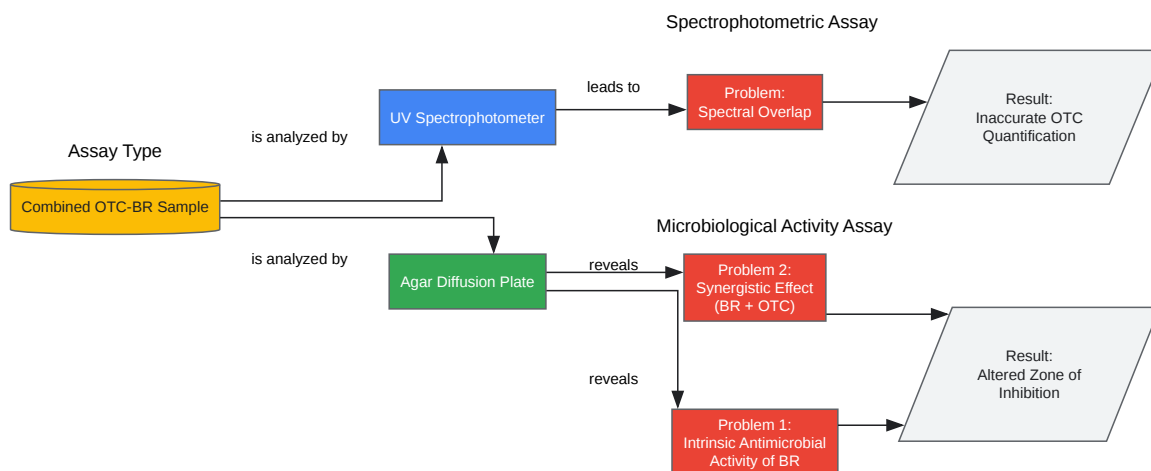 Spectrophotometric Assay
leads to
Problem:
Spectral Overlap
Result:
Inaccurate OTC
Quantification
UV Spectrophotometer
is analyzed by
Assay Type
Combined OTC-BR Sample
is analyzed by
Microbiological Activity Assay
Agar Diffusion Plate
reveals
Problem 2:
Synergistic Effect
(BR + OTC)
Result:
Altered Zone of
Inhibition
reveals
Problem 1:
Intrinsic Antimicrobial
Activity of BR